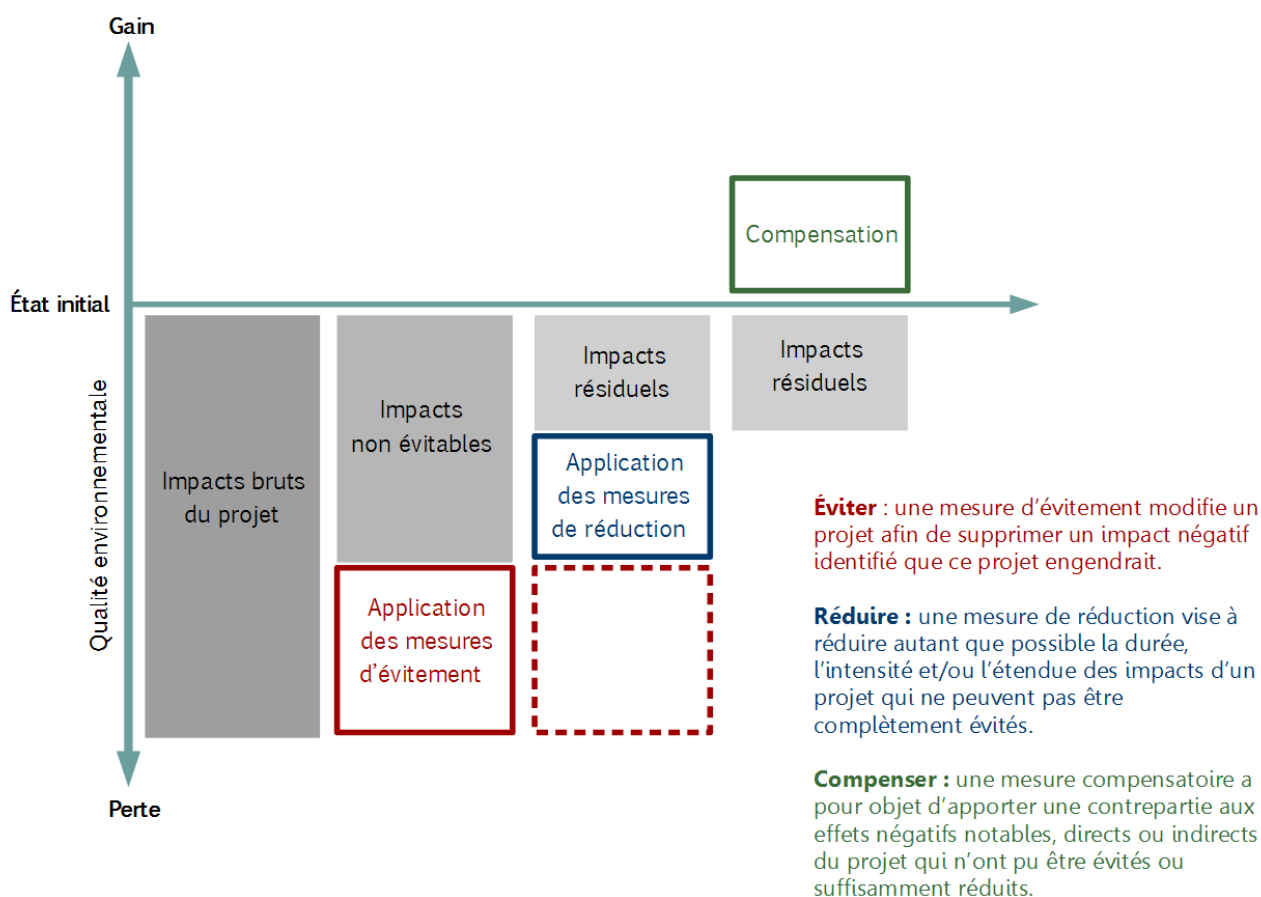 Gain
État initial
Qualité environnementale
Perte
Impacts bruts
du projet
Impacts
non évitables
Application
des mesures
d'évitement
Impacts
résiduels
Application
des mesures
de réduction
Compensation
Impacts
résiduels
Éviter : une mesure d'évitement modifie un
projet afin de supprimer un impact négatif
identifié que ce projet engendrait.
Réduire : une mesure de réduction vise à
réduire autant que possible la durée,
l'intensité et/ou l'étendue des impacts d'un
projet qui ne peuvent pas être
complètement évités.
Compenser : une mesure compensatoire a
pour objet d'apporter une contrepartie aux
effets négatifs notables, directs ou indirects
du projet qui n'ont pu être évités ou
suffisamment réduits.